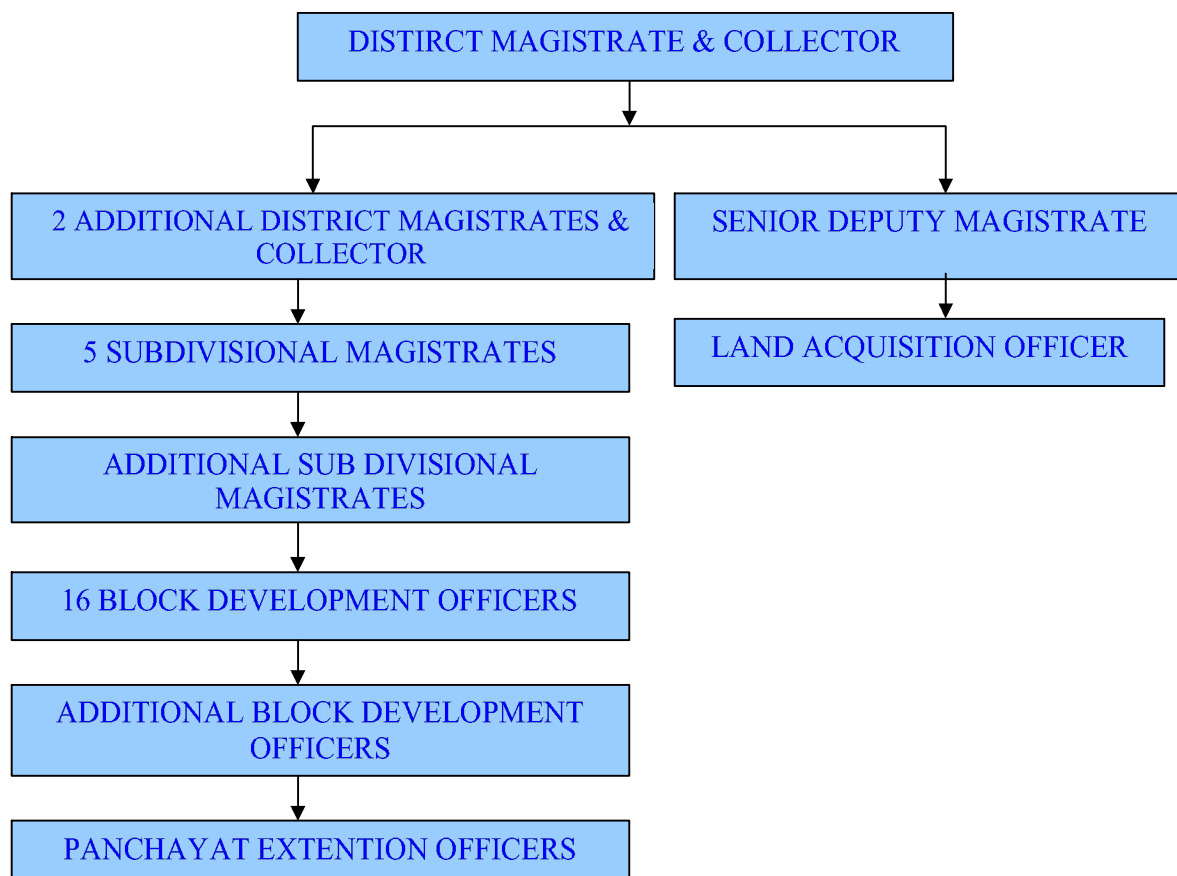 DISTIRCT MAGISTRATE & COLLECTOR
2 ADDITIONAL DISTRICT MAGISTRATES &
COLLECTOR
SENIOR DEPUTY MAGISTRATE
5 SUBDIVISIONAL MAGISTRATES
LAND ACQUISITION OFFICER
ADDITIONAL SUB DIVISIONAL
MAGISTRATES
16 BLOCK DEVELOPMENT OFFICERS
ADDITIONAL BLOCK DEVELOPMENT
OFFICERS
PANCHAYAT EXTENTION OFFICERS